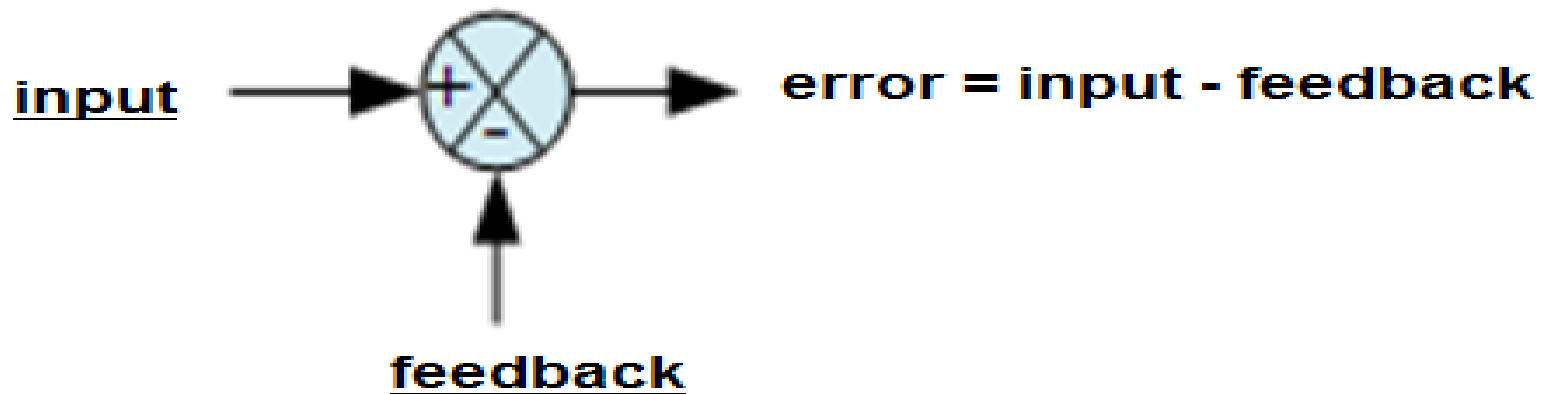 input
+
-
error = input - feedback
feedback